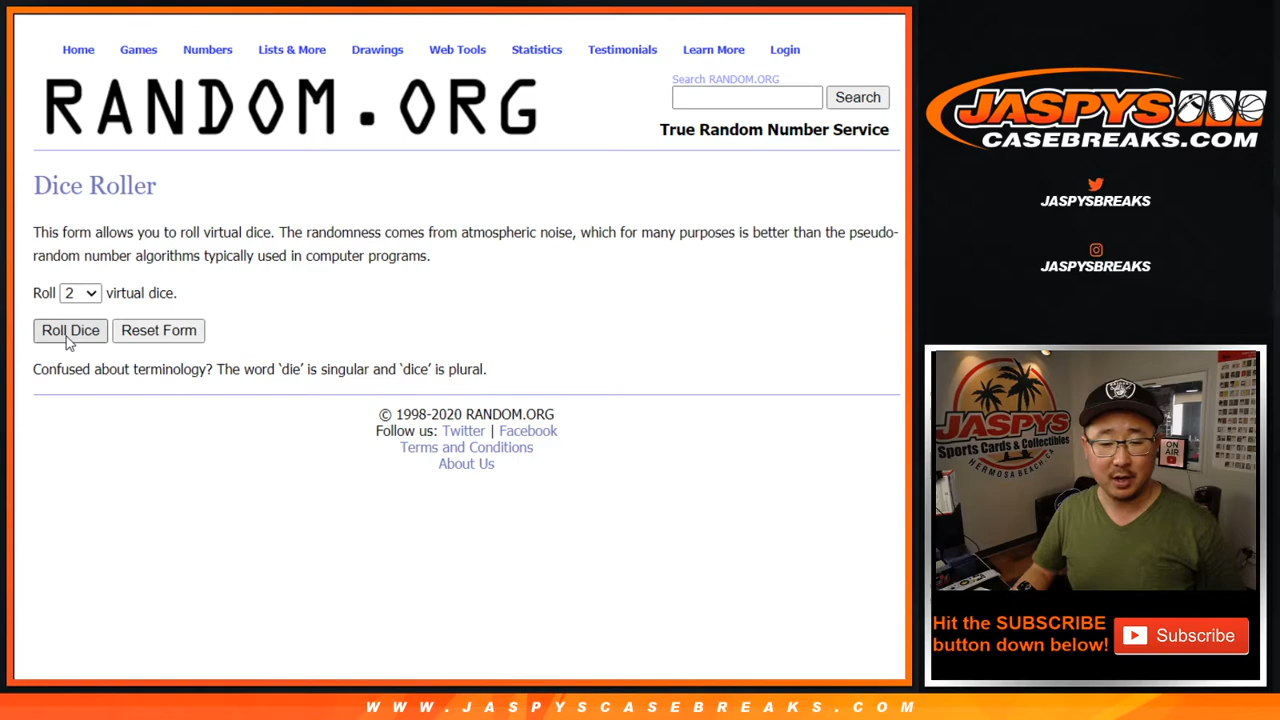 Home Games Numbers Lists & More Drawings Web Tools Statistics Testimonials Learn More Login
RANDOM.ORG
Search RANDOM.ORG
Search
True Random Number Service
Dice Roller
This form allows you to roll virtual dice. The randomness comes from atmospheric noise, which for many purposes is better than the pseudo-
random number algorithms typically used in computer programs.
Roll 2 virtual dice.
Roll Dice Reset Form
Confused about terminology? The word ‘die’ is singular and ‘dice’ is plural.
© 1998-2020 RANDOM.ORG
Follow us: Twitter | Facebook
Terms and Conditions
About Us
JASPYS
CASEBREAKS.COM
JASPYSBREAKS
JASPYSBREAKS
JASPYS
Sports Cards & Collectibles
HERMOSA BEACH, CA
ON AIR
Hit the SUBSCRIBE
button down below!
Subscribe
WWW.JASPYSCASEBREAKS.COM